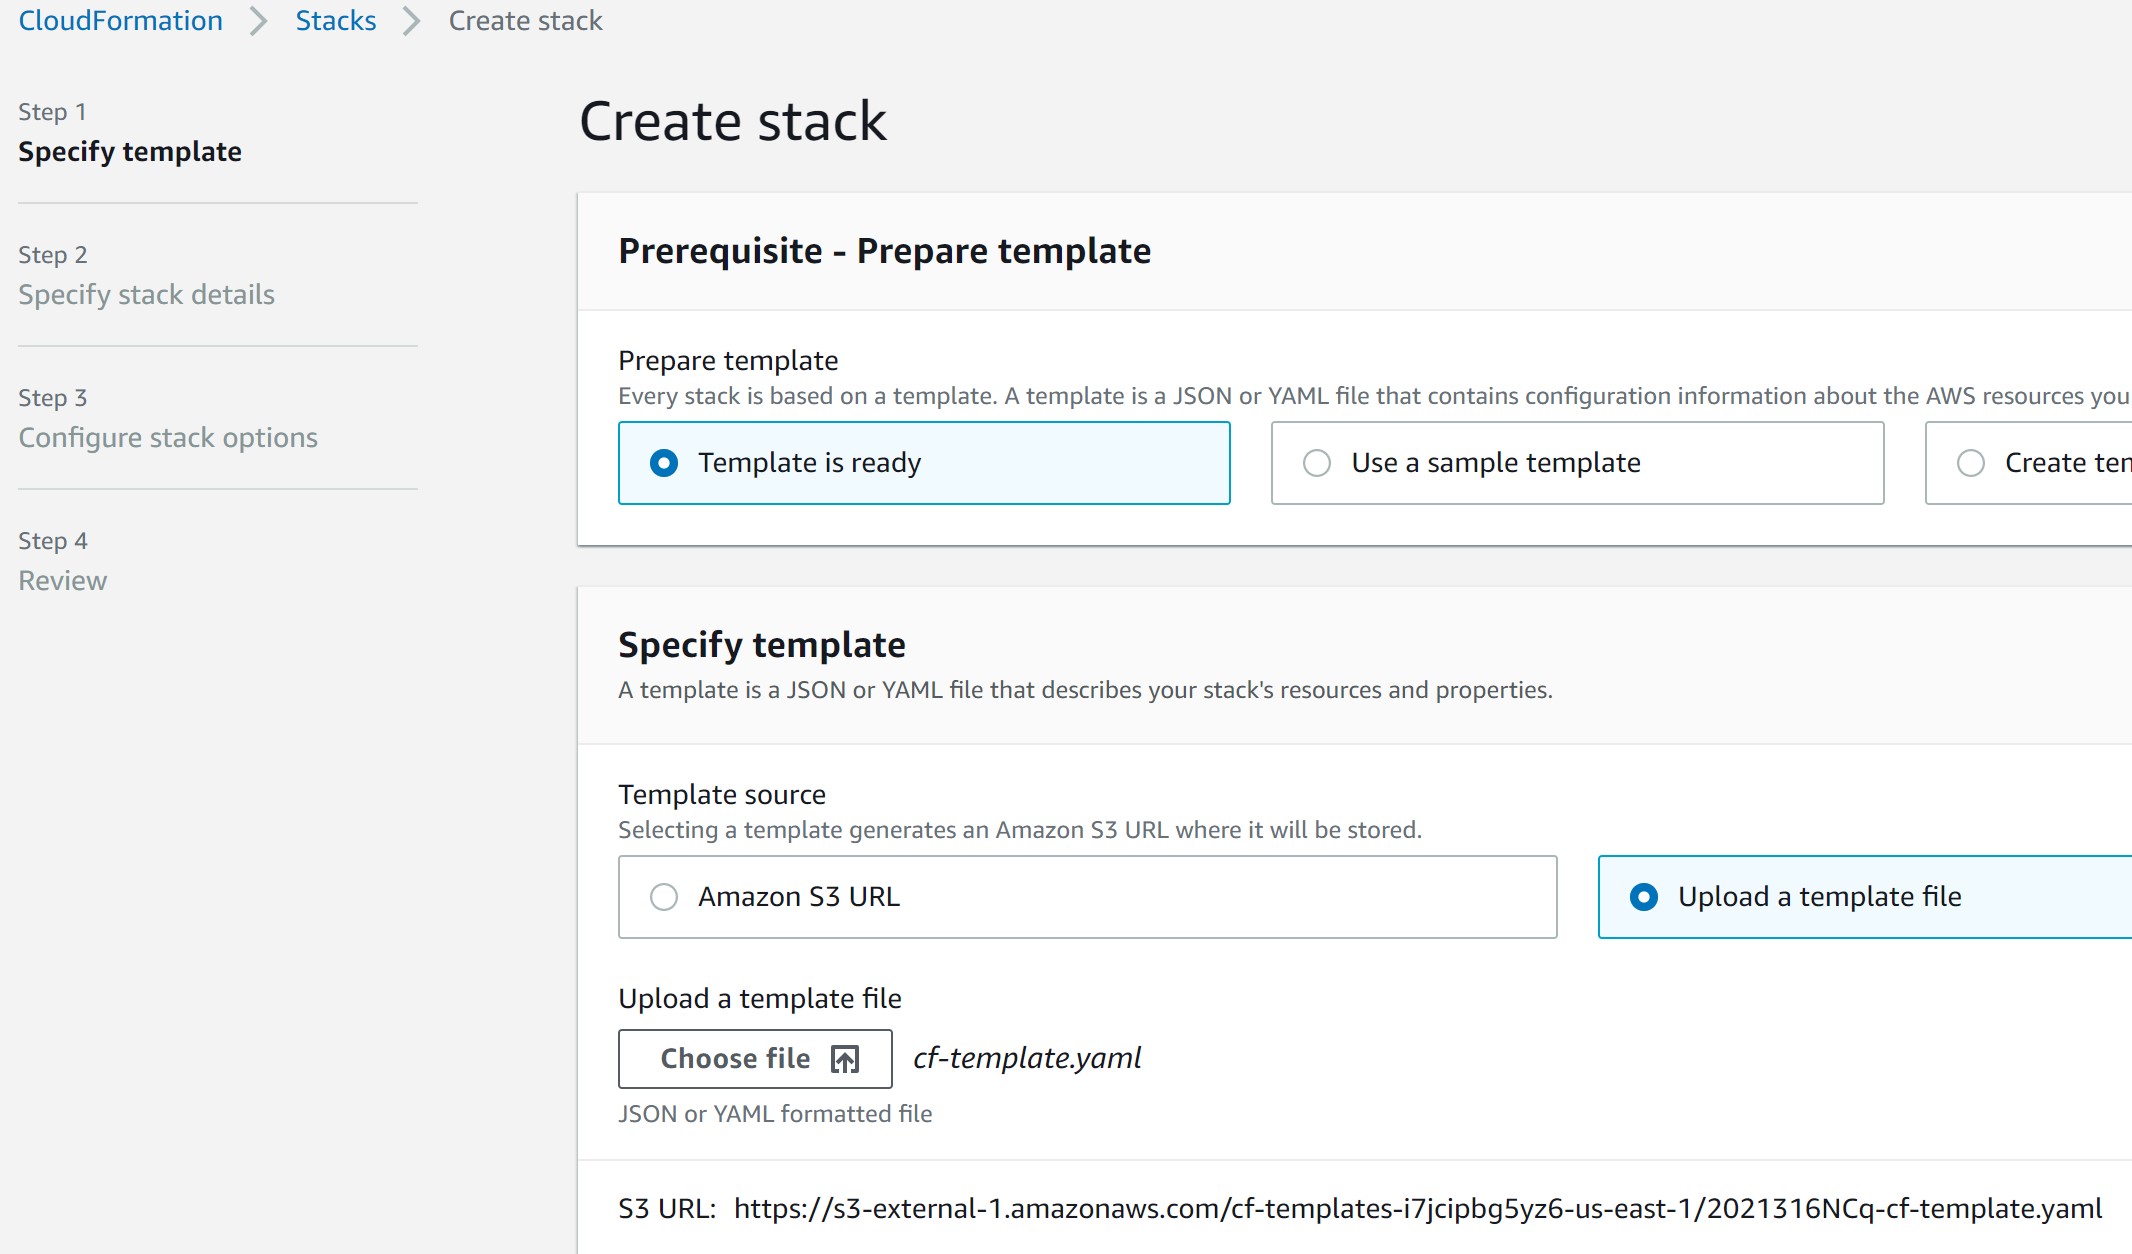 CloudFormation > Stacks > Create stack
Step 1
Specify template
Step 2
Specify stack details
Step 3
Configure stack options
Step 4
Review
Create stack
Prerequisite - Prepare template
Prepare template
Every stack is based on a template. A template is a JSON or YAML file that contains configuration information about the AWS resources you
Template is ready
Use a sample template
Create
Specify template
A template is a JSON or YAML file that describes your stack's resources and properties.
Template source
Selecting a template generates an Amazon S3 URL where it will be stored.
Amazon S3 URL
Upload a template file
Upload a template file
Choose file
cf-template.yaml
JSON or YAML formatted file
S3 URL: https://s3-external-1.amazonaws.com/cf-templates-i7jcipbg5yz6-us-east-1/2021316NCq-cf-template.yaml